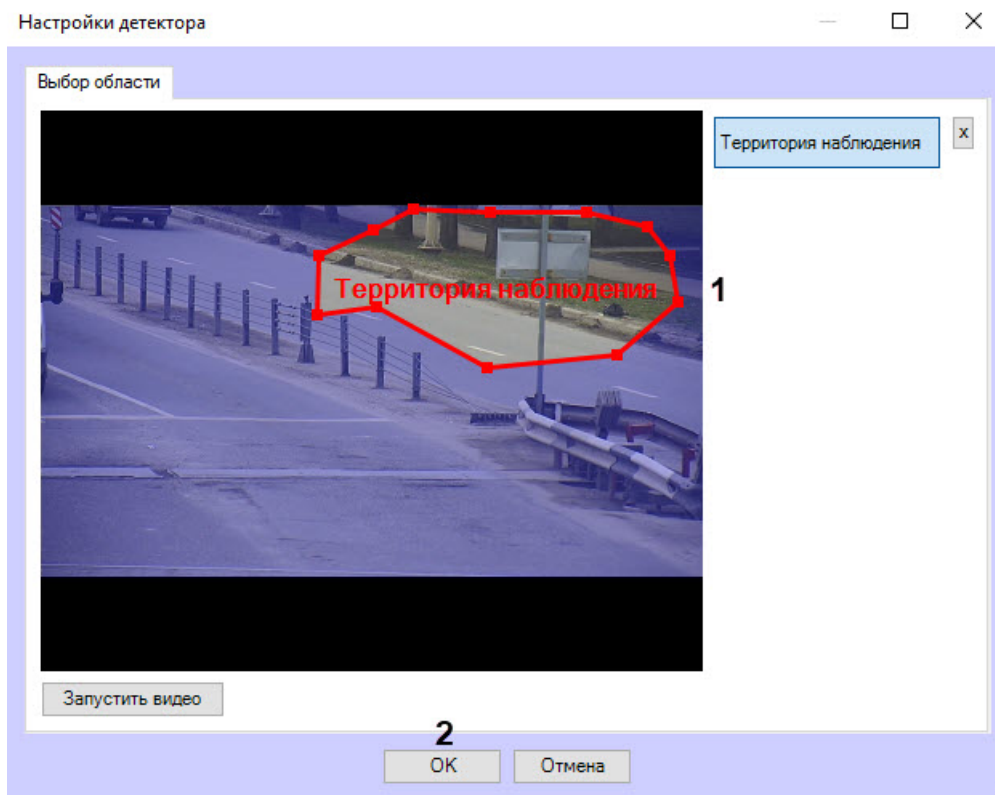 Настройки детектора
Выбор области
Территория наблюдения
x
Территория наблюдения
1
Запустить видео
2
OK
Отмена